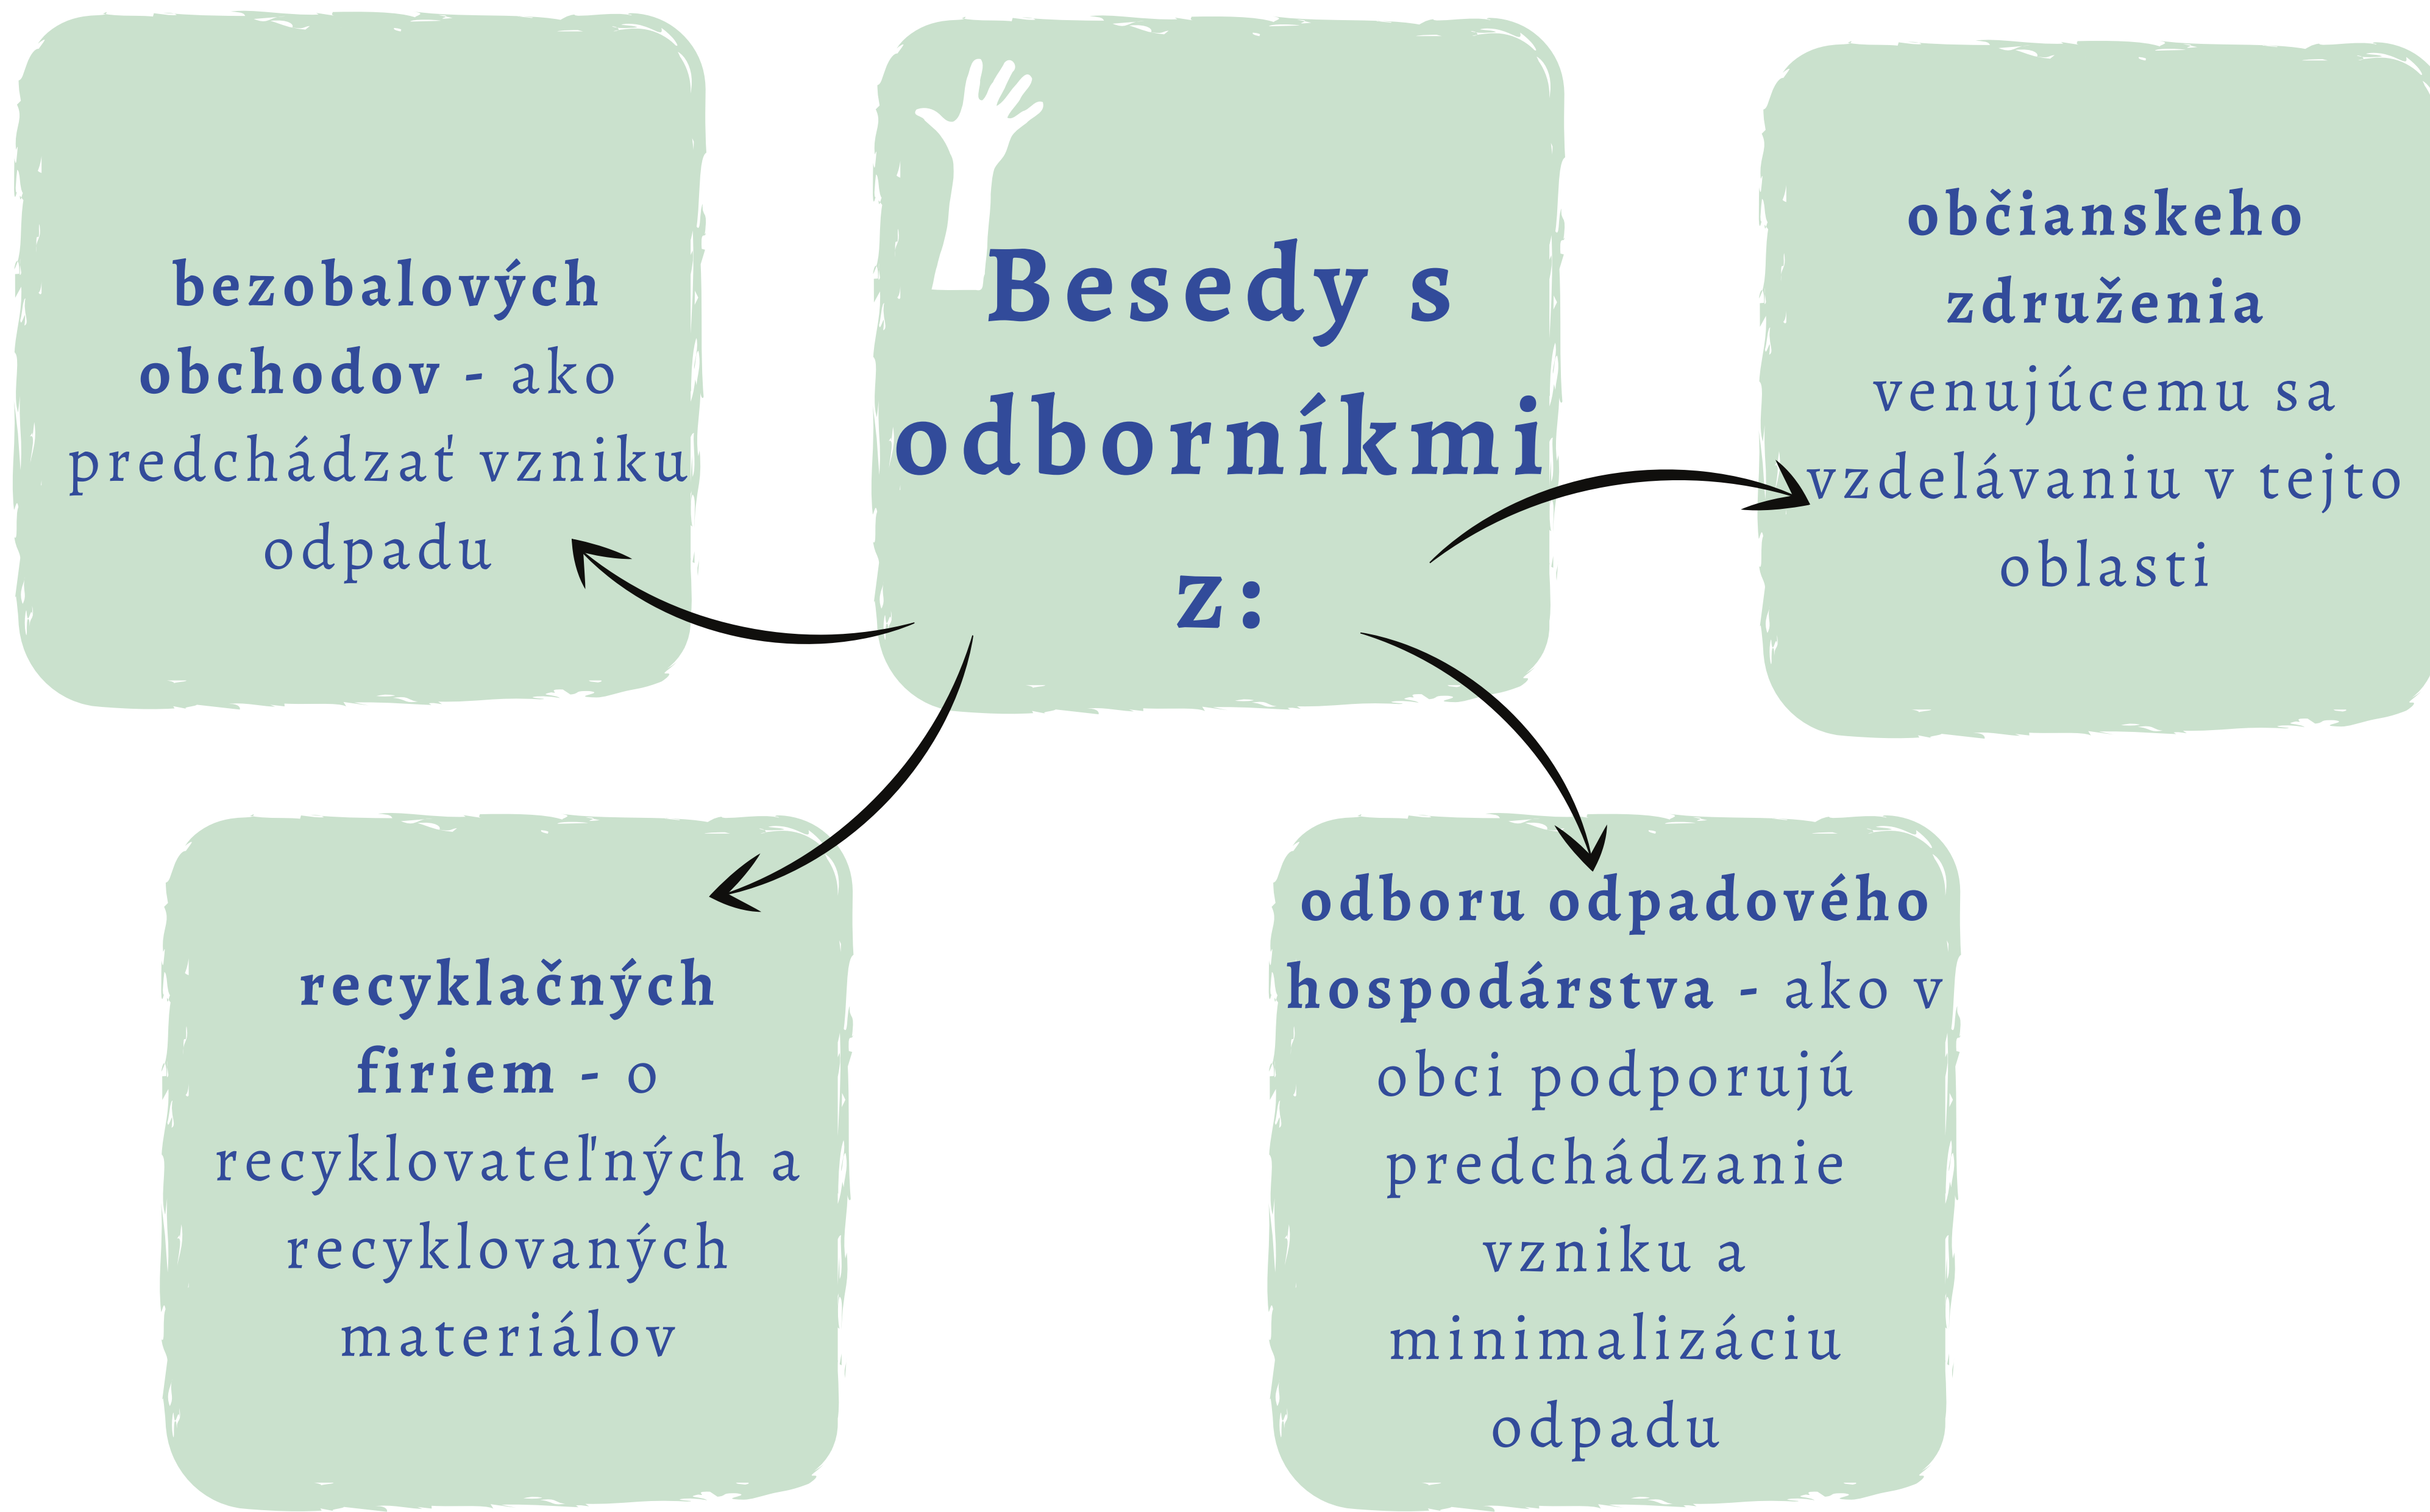 Besedy s
odborníkmi
z:
bezobalových
obchodov - ako
predchádzať vzniku
odpadu
občianskeho
združenia
venujúcemu sa
vzdelávaniu v tejto
oblasti
recyklačných
firiem - o
recyklovateľných a
recyklovaných
materiálov
odboru odpadového
hospodárstva - ako v
obci podporujú
predchádzanie
vzniku a
minimalizáciu
odpadu